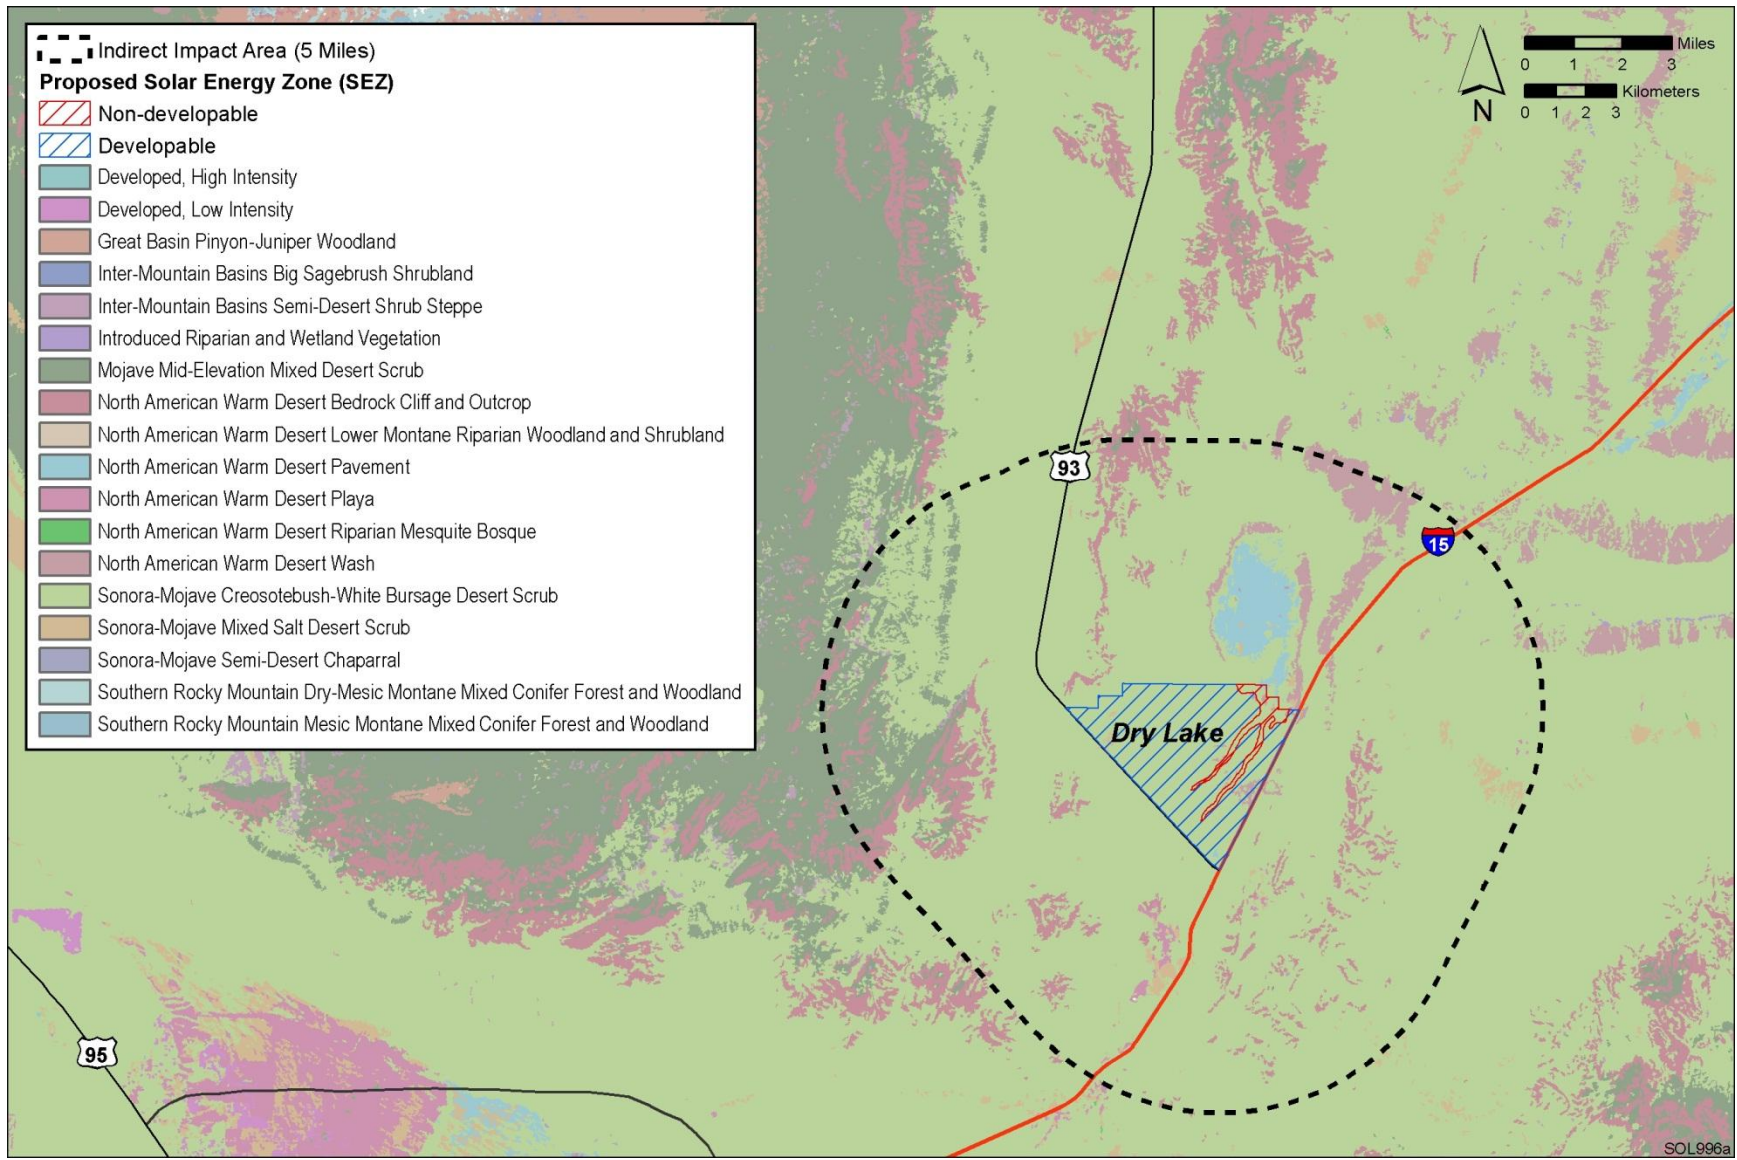 Indirect Impact Area (5 Miles)
Proposed Solar Energy Zone (SEZ)
Non-developable
Developable
Developed, High Intensity
Developed, Low Intensity
Great Basin Pinyon-Juniper Woodland
Inter-Mountain Basins Big Sagebrush Shrubland
Inter-Mountain Basins Semi-Desert Shrub Steppe
Introduced Riparian and Wetland Vegetation
Mojave Mid-Elevation Mixed Desert Scrub
North American Warm Desert Bedrock Cliff and Outcrop
North American Warm Desert Lower Montane Riparian Woodland and Shrubland
North American Warm Desert Pavement
North American Warm Desert Playa
North American Warm Desert Riparian Mesquite Bosque
North American Warm Desert Wash
Sonora-Mojave Creosotebush-White Bursage Desert Scrub
Sonora-Mojave Mixed Salt Desert Scrub
Sonora-Mojave Semi-Desert Chaparral
Southern Rocky Mountain Dry-Mesic Montane Mixed Conifer Forest and Woodland
Southern Rocky Mountain Mesic Montane Mixed Conifer Forest and Woodland
N
Miles
0 1 2 3
Kilometers
0 1 2 3
93
15
Dry Lake
95
SOL996a